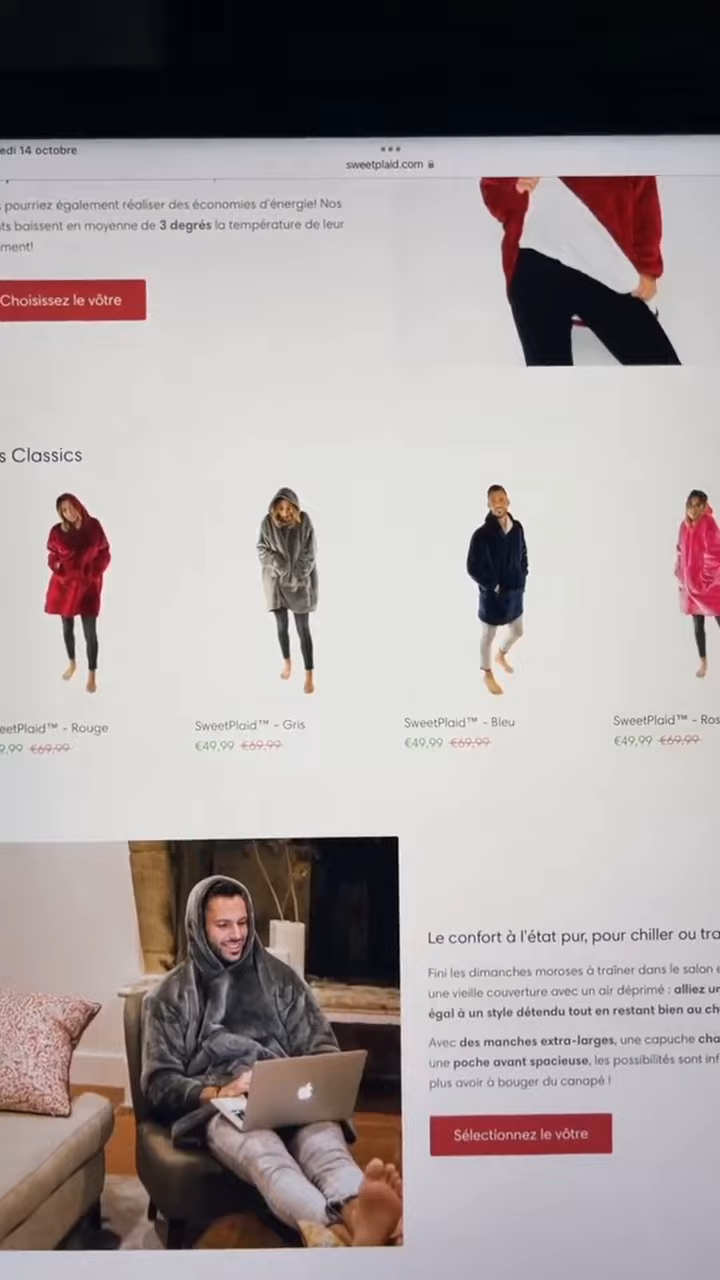 edi 14 octobre
sweetplaid.com
pourriez également réaliser des économies d'énergie! Nos
ts baissent en moyenne de 3 degrés la température de leur
ment!
Choisissez le vôtre
s Classics
eetPlaid™ - Rouge
9,99 €69,99
SweetPlaid™ - Gris
€49,99 €69,99
SweetPlaid™ - Bleu
€49,99 €69,99
SweetPlaid™ - Ros
€49,99 €69,99
Le confort à l'état pur, pour chiller ou tra
Fini les dimanches moroses à traîner dans le salon
une vieille couverture avec un air déprimé : alliez un
égal à un style détendu tout en restant bien au ch
Avec des manches extra-larges, une capuche cha
une poche avant spacieuse, les possibilités sont inf
plus avoir à bouger du canapé !
Sélectionnez le vôtre